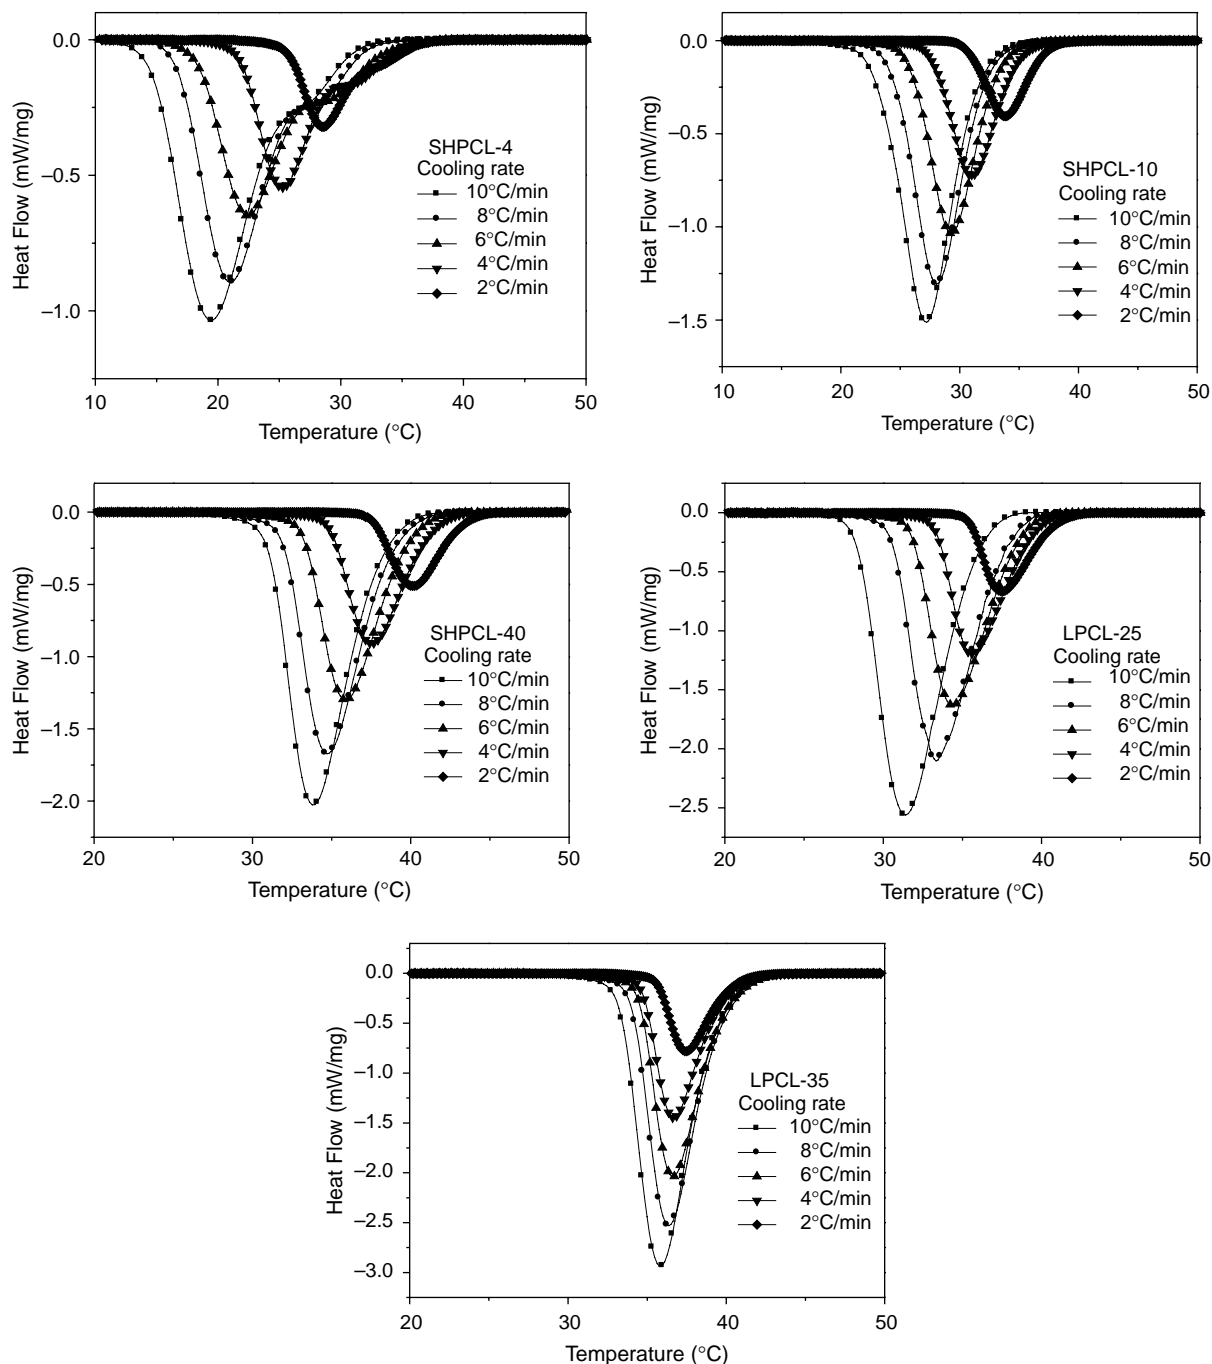 0.0
–0.5
–1.0
Heat Flow (mW/mg)
SHPCL-4
Cooling rate
10°C/min
8°C/min
6°C/min
4°C/min
2°C/min
10
20
30
40
50
Temperature (°C)
0.0
–0.5
–1.0
–1.5
Heat Flow (mW/mg)
SHPCL-10
Cooling rate
10°C/min
8°C/min
6°C/min
4°C/min
2°C/min
10
20
30
40
50
Temperature (°C)
0.0
–0.5
–1.0
–1.5
–2.0
Heat Flow (mW/mg)
SHPCL-40
Cooling rate
10°C/min
8°C/min
6°C/min
4°C/min
2°C/min
20
30
40
50
Temperature (°C)
0.0
–0.5
–1.0
–1.5
–2.0
–2.5
Heat Flow (mW/mg)
LPCL-25
Cooling rate
10°C/min
8°C/min
6°C/min
4°C/min
2°C/min
20
30
40
50
Temperature (°C)
0.0
–0.5
–1.0
–1.5
–2.0
–2.5
–3.0
Heat Flow (mW/mg)
LPCL-35
Cooling rate
10°C/min
8°C/min
6°C/min
4°C/min
2°C/min
20
30
40
50
Temperature (°C)